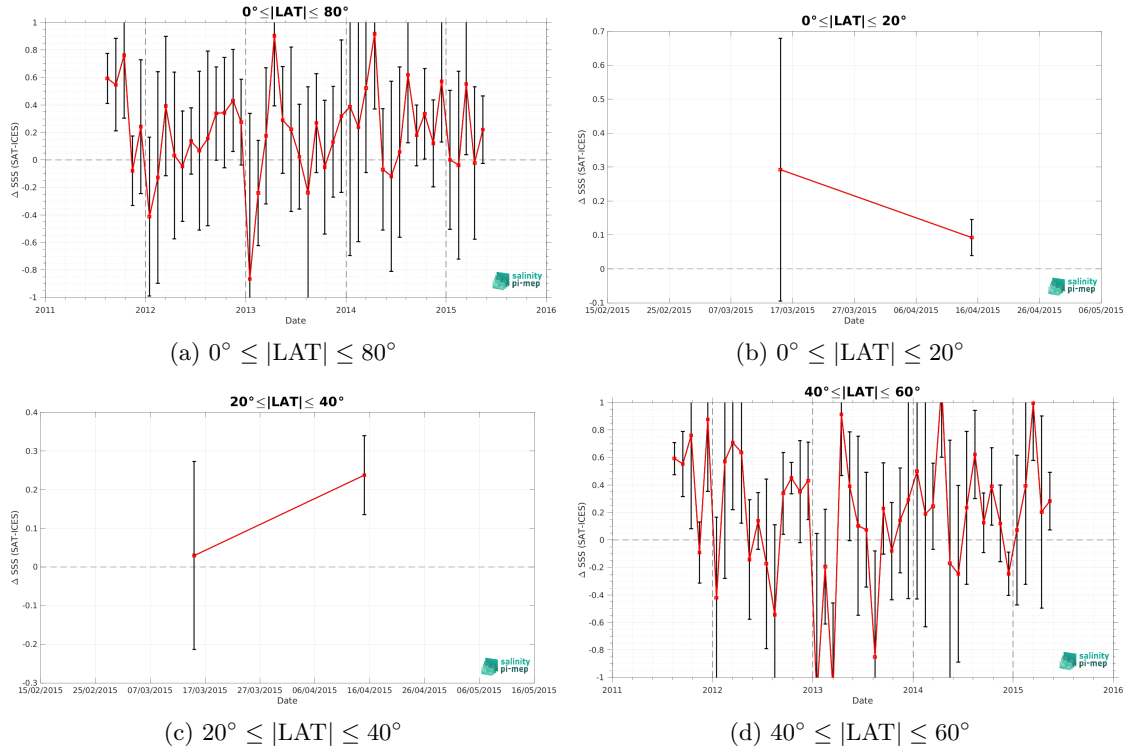 0°≤|LAT|≤ 80°
1
0.8
0.6
0.4
0.2
0
-0.2
-0.4
-0.6
-0.8
-1
Δ SSS (SAT-ICES)
2011
2012
2013
2014
2015
2016
Date
salinity
pi-mep
(a) 0° ≤ |LAT| ≤ 80°
0°≤|LAT|≤ 20°
0.7
0.6
0.5
0.4
0.3
0.2
0.1
0
-0.1
Δ SSS (SAT-ICES)
15/02/2015
25/02/2015
07/03/2015
17/03/2015
27/03/2015
06/04/2015
16/04/2015
26/04/2015
06/05/2015
Date
salinity
pi-mep
(b) 0° ≤ |LAT| ≤ 20°
20°≤|LAT|≤ 40°
0.4
0.3
0.2
0.1
0
-0.1
-0.2
-0.3
Δ SSS (SAT-ICES)
15/02/2015
25/02/2015
07/03/2015
17/03/2015
27/03/2015
06/04/2015
16/04/2015
26/04/2015
06/05/2015
16/05/2015
Date
salinity
pi-mep
(c) 20° ≤ |LAT| ≤ 40°
40°≤|LAT|≤ 60°
1
0.8
0.6
0.4
0.2
0
-0.2
-0.4
-0.6
-0.8
-1
Δ SSS (SAT-ICES)
2011
2012
2013
2014
2015
2016
Date
salinity
pi-mep
(d) 40° ≤ |LAT| ≤ 60°